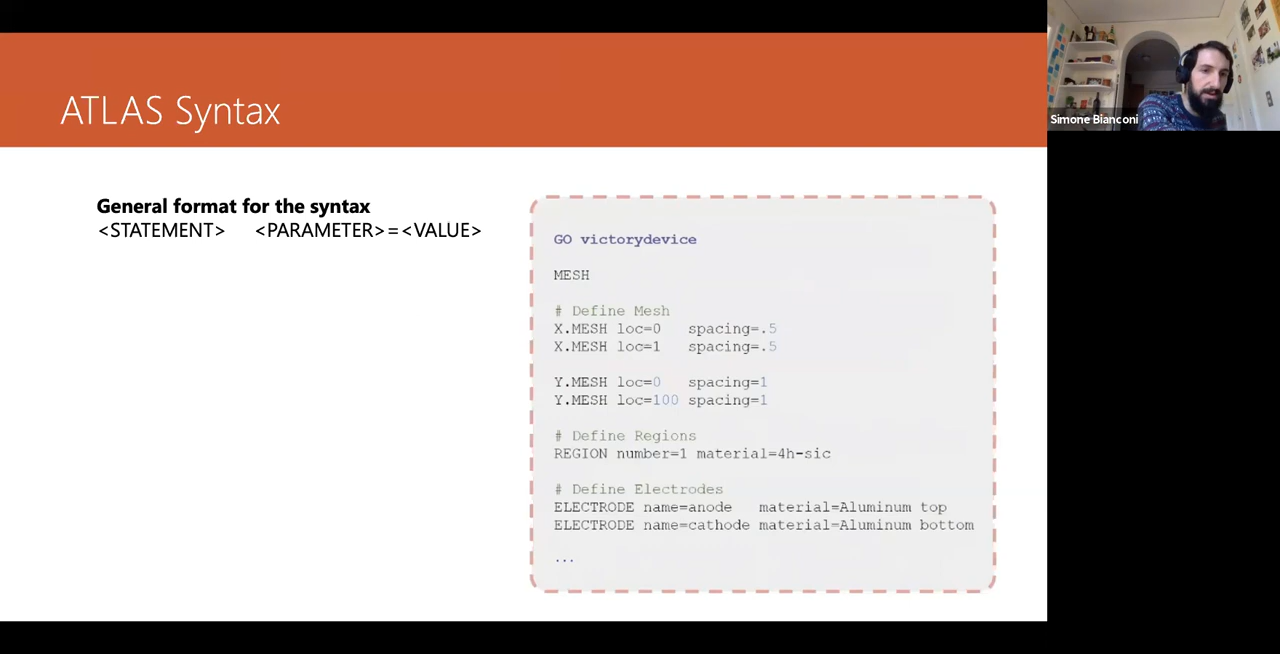 ATLAS Syntax
General format for the syntax
<STATEMENT> <PARAMETER>=<VALUE>
GO victorydevice
MESH
# Define Mesh
X.MESH loc=0 spacing=.5
X.MESH loc=1 spacing=.5
Y.MESH loc=0 spacing=1
Y.MESH loc=100 spacing=1
# Define Regions
REGION number=1 material=4h-sic
# Define Electrodes
ELECTRODE name=anode material=Aluminum top
ELECTRODE name=cathode material=Aluminum bottom
...
Simone Bianconi